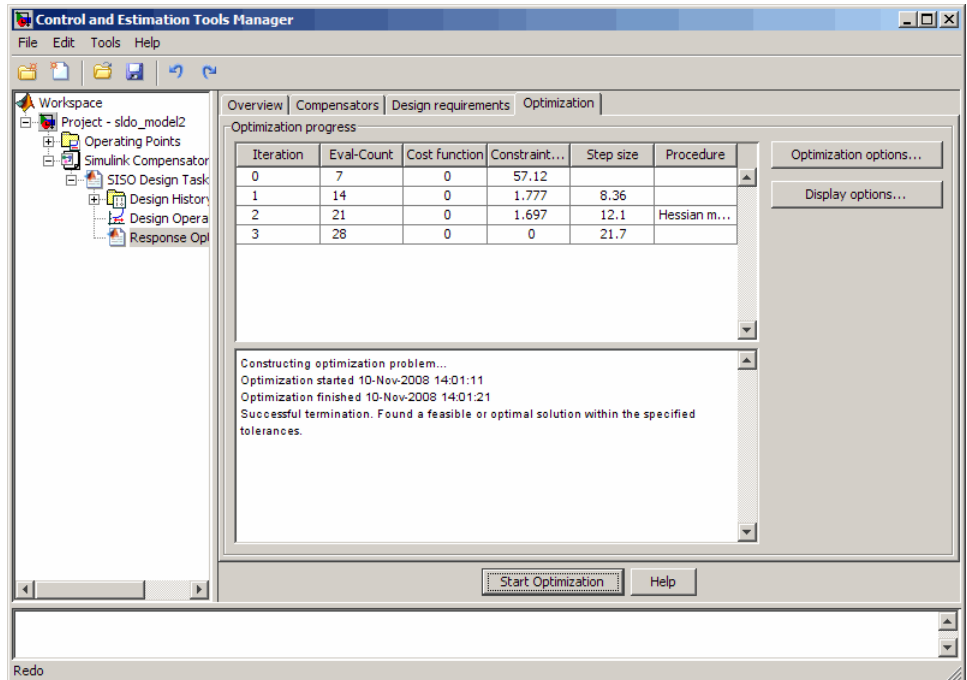 Control and Estimation Tools Manager
File Edit Tools Help
Workspace
Project - sldo_model2
Operating Points
Simulink Compensator
SISO Design Task
Design History
Design Opera
Response Opt
Overview Compensators Design requirements Optimization
Optimization progress
Iteration Eval-Count Cost function Constraint... Step size Procedure
0 7 0 57.12
1 14 0 1.777 8.36
2 21 0 1.697 12.1 Hessian m...
3 28 0 0 21.7
Optimization options...
Display options...
Constructing optimization problem...
Optimization started 10-Nov-2008 14:01:11
Optimization finished 10-Nov-2008 14:01:21
Successful termination. Found a feasible or optimal solution within the specified
tolerances.
Start Optimization Help
Redo